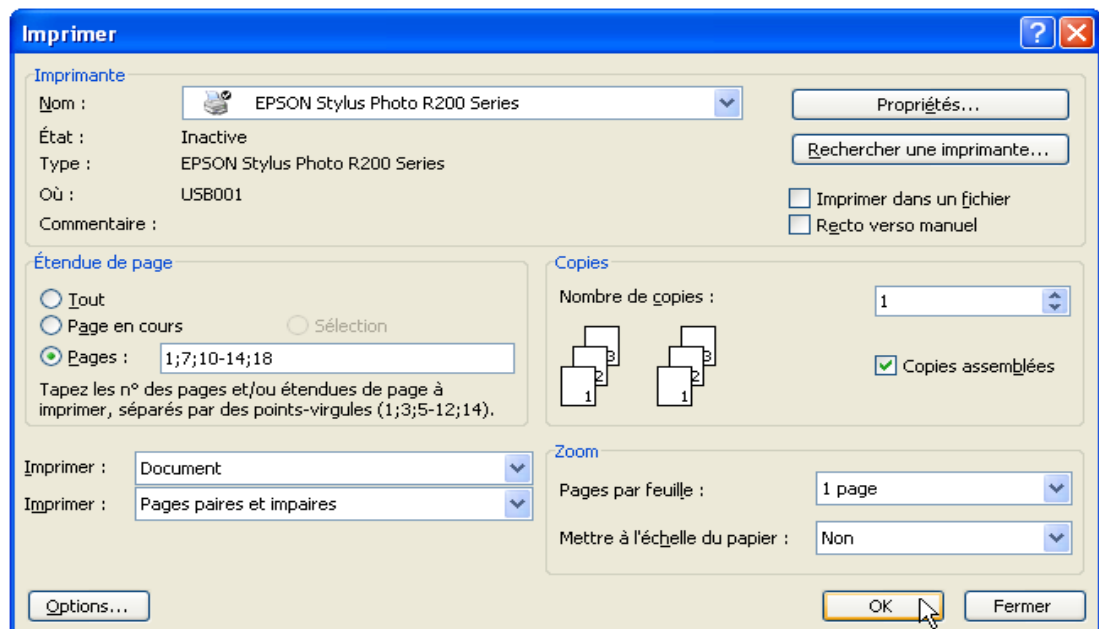 Imprimer
Imprimante
Nom : EPSON Stylus Photo R200 Series Propriétés...
État : Inactive
Type : EPSON Stylus Photo R200 Series Rechercher une imprimante...
Où : USB001
Imprimer dans un fichier
Commentaire : Recto verso manuel
Étendue de page
Tout
Page en cours Sélection
Pages : 1;7;10-14;18
Tapez les n° des pages et/ou étendues de page à
imprimer, séparés par des points-virgules (1;3;5-12;14).
Copies
Nombre de copies : 1
3 3
2 2
1 1
Copies assemblées
Imprimer : Document
Imprimer : Pages paires et impaires
Zoom
Pages par feuille : 1 page
Mettre à l'échelle du papier : Non
Options... OK Fermer